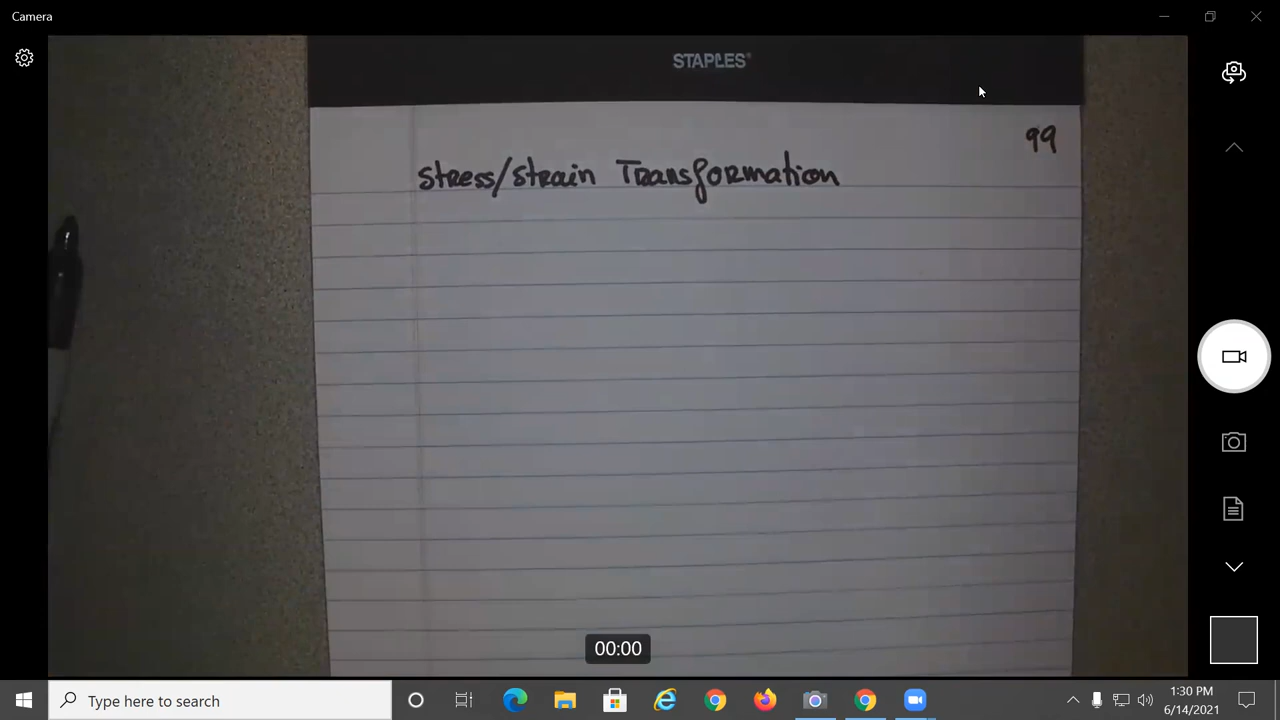 Camera
STAPLES
99
Stress/Strain Transformation
00:00
Type here to search
1:30 PM
6/14/2021